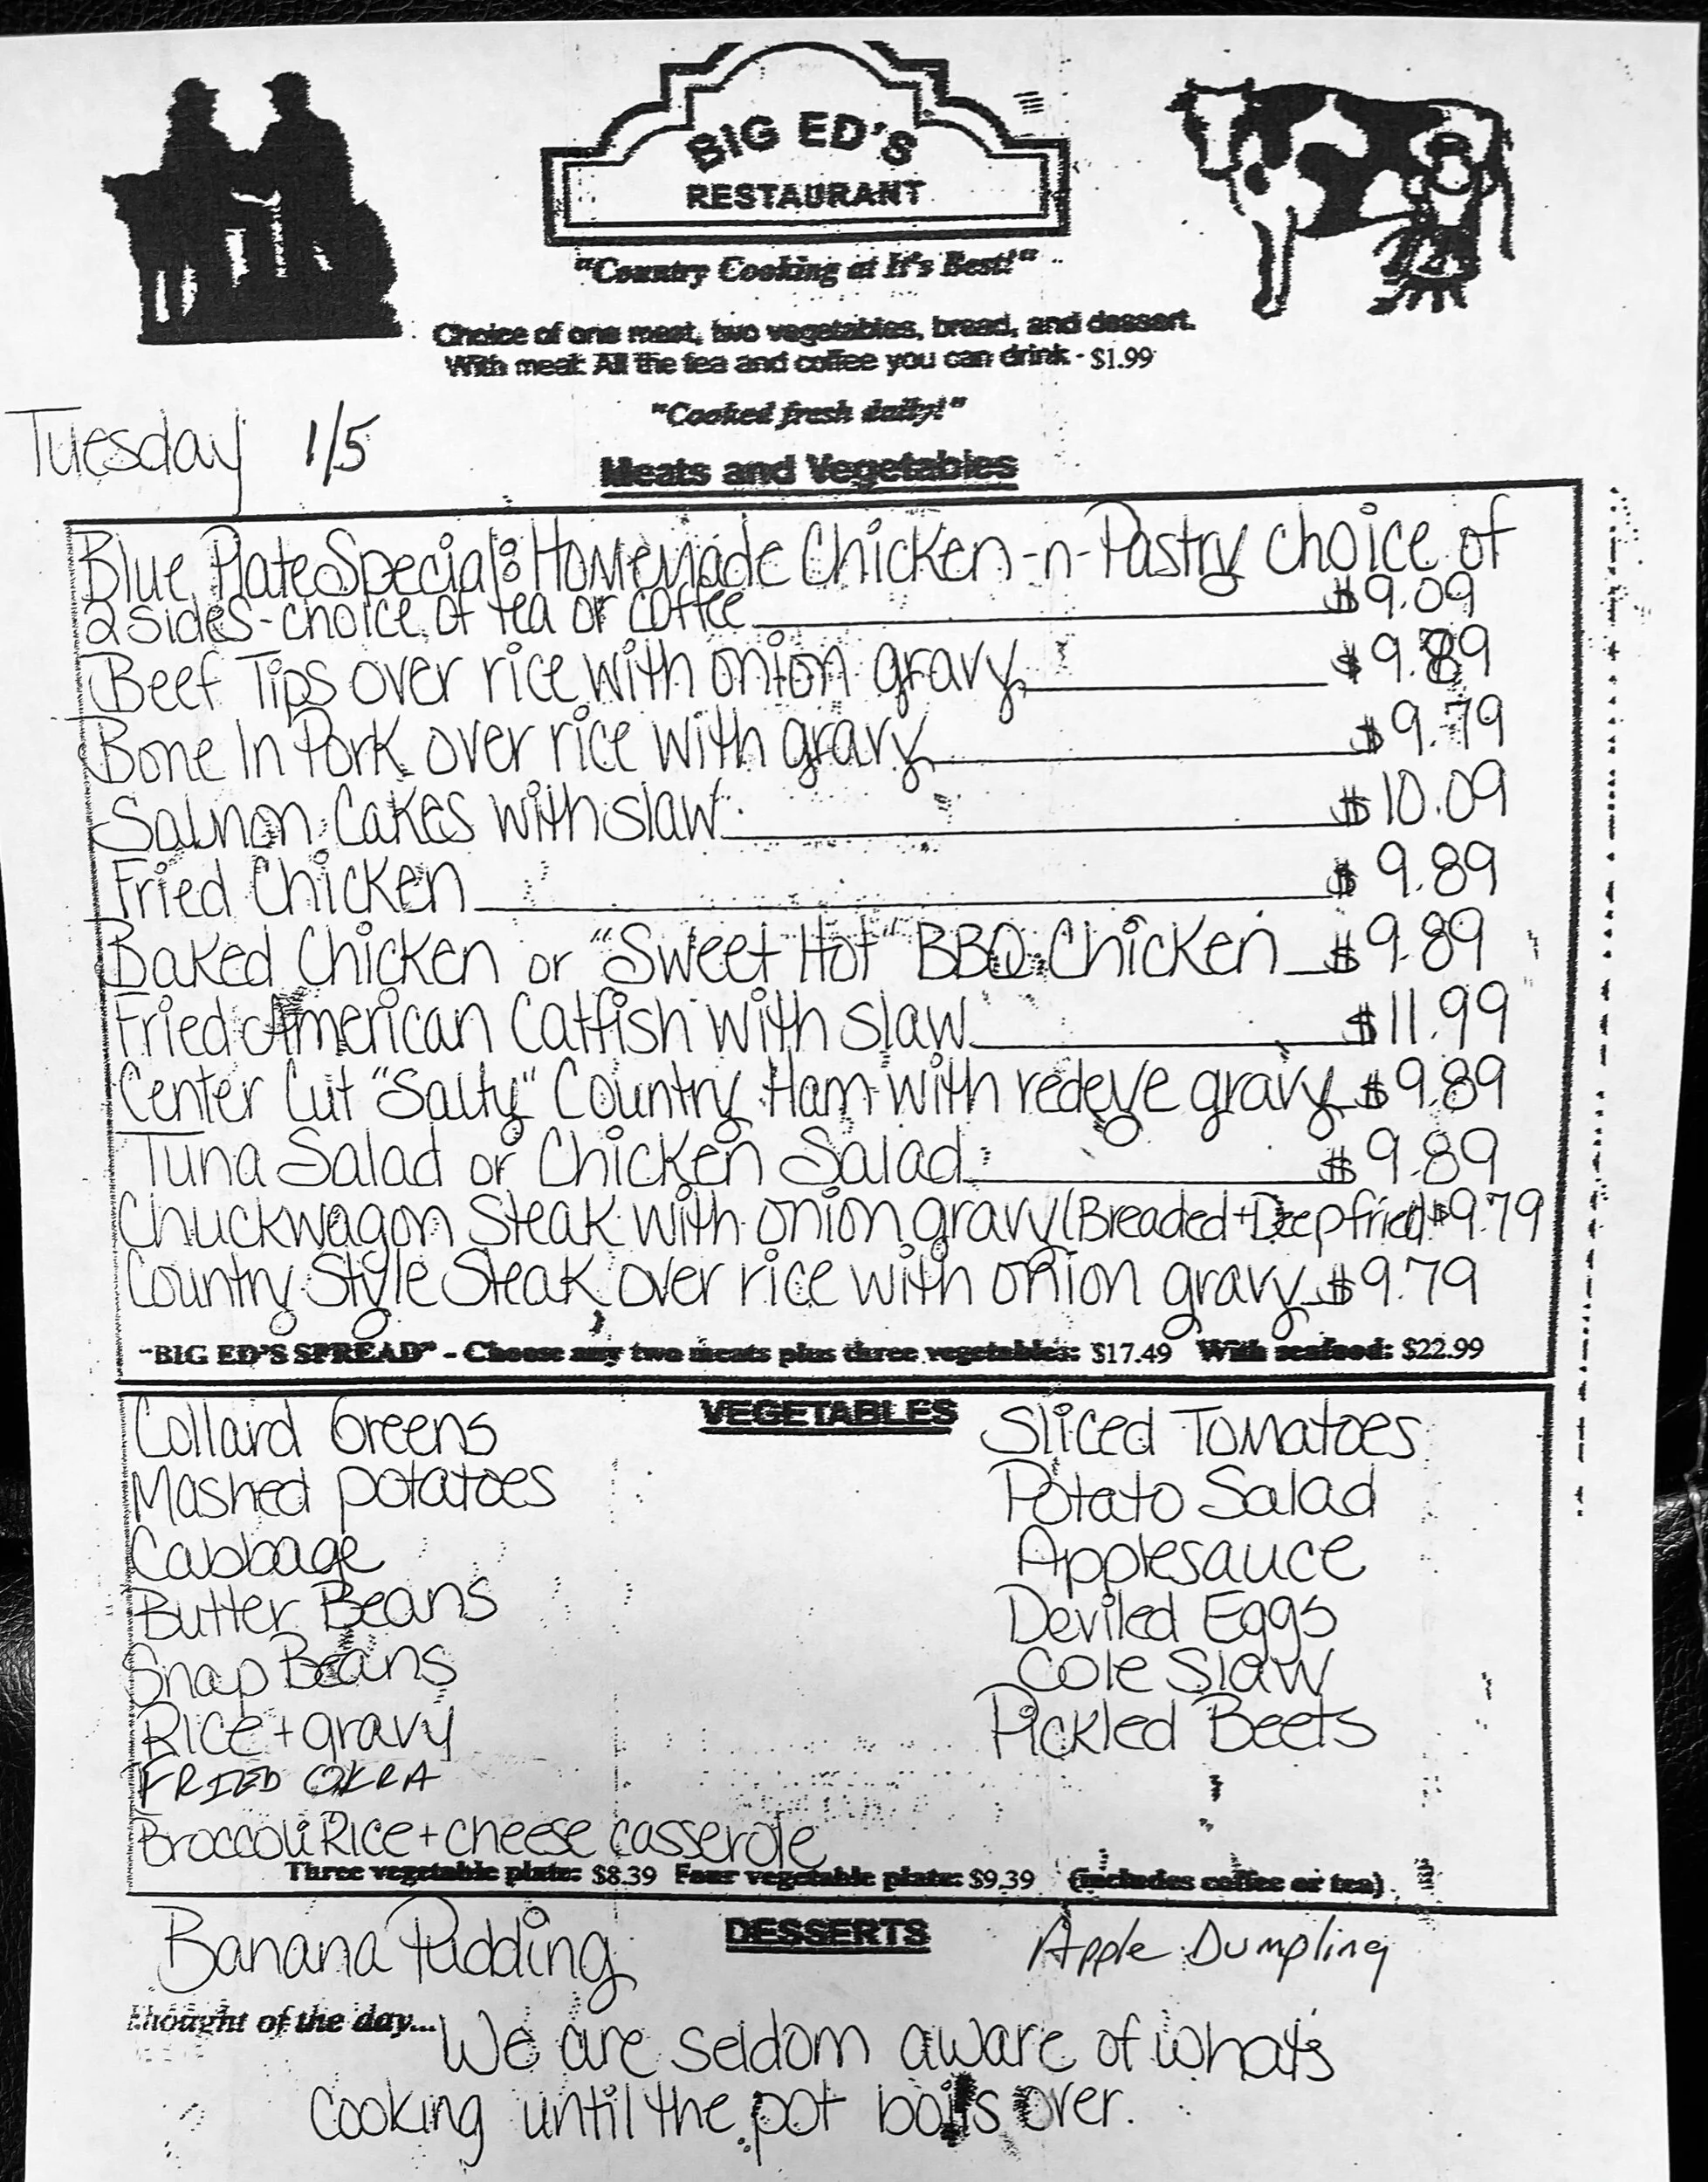 BIG ED'S
RESTAURANT
"Country Cooking at It's Best!"
Choice of one meat, two vegetables, bread, and dessert.
With meat: All the tea and coffee you can drink - $1.99
"Cooked fresh daily!"
Tuesday 1/5
Meats and Vegetables
Blue Plate Special: Homemade Chicken-n-Pastry choice of
2 sides - choice of tea or coffee $9.09
Beef Tips over rice with onion gravy $9.89
Bone In Pork over rice with gravy $9.79
Salmon Cakes with slaw $10.09
Fried Chicken $9.89
Baked Chicken or "Sweet Hot" BBQ Chicken $9.89
Fried American Catfish with slaw $11.99
Center Cut "Salty" Country Ham with redeye gravy $9.89
Tuna Salad or Chicken Salad $9.89
Chuckwagon Steak with onion gravy (Breaded + Deep fried) $9.79
Country Style Steak over rice with onion gravy $9.79
"BIG ED'S SPREAD" - Choose any two meats plus three vegetables: $17.49 With seafood: $22.99
VEGETABLES
Collard Greens
Mashed potatoes
Cabbage
Butter Beans
Snap Beans
Rice + gravy
FRIED OKRA
Broccoli Rice + cheese casserole
Sliced Tomatoes
Potato Salad
Applesauce
Deviled Eggs
Cole Slaw
Pickled Beets
Three vegetable plate: $8.39 Four vegetable plate: $9.39 (includes coffee or tea)
DESSERTS
Banana Pudding
Apple Dumpling
thought of the day... We are seldom aware of what's
cooking until the pot boils over.